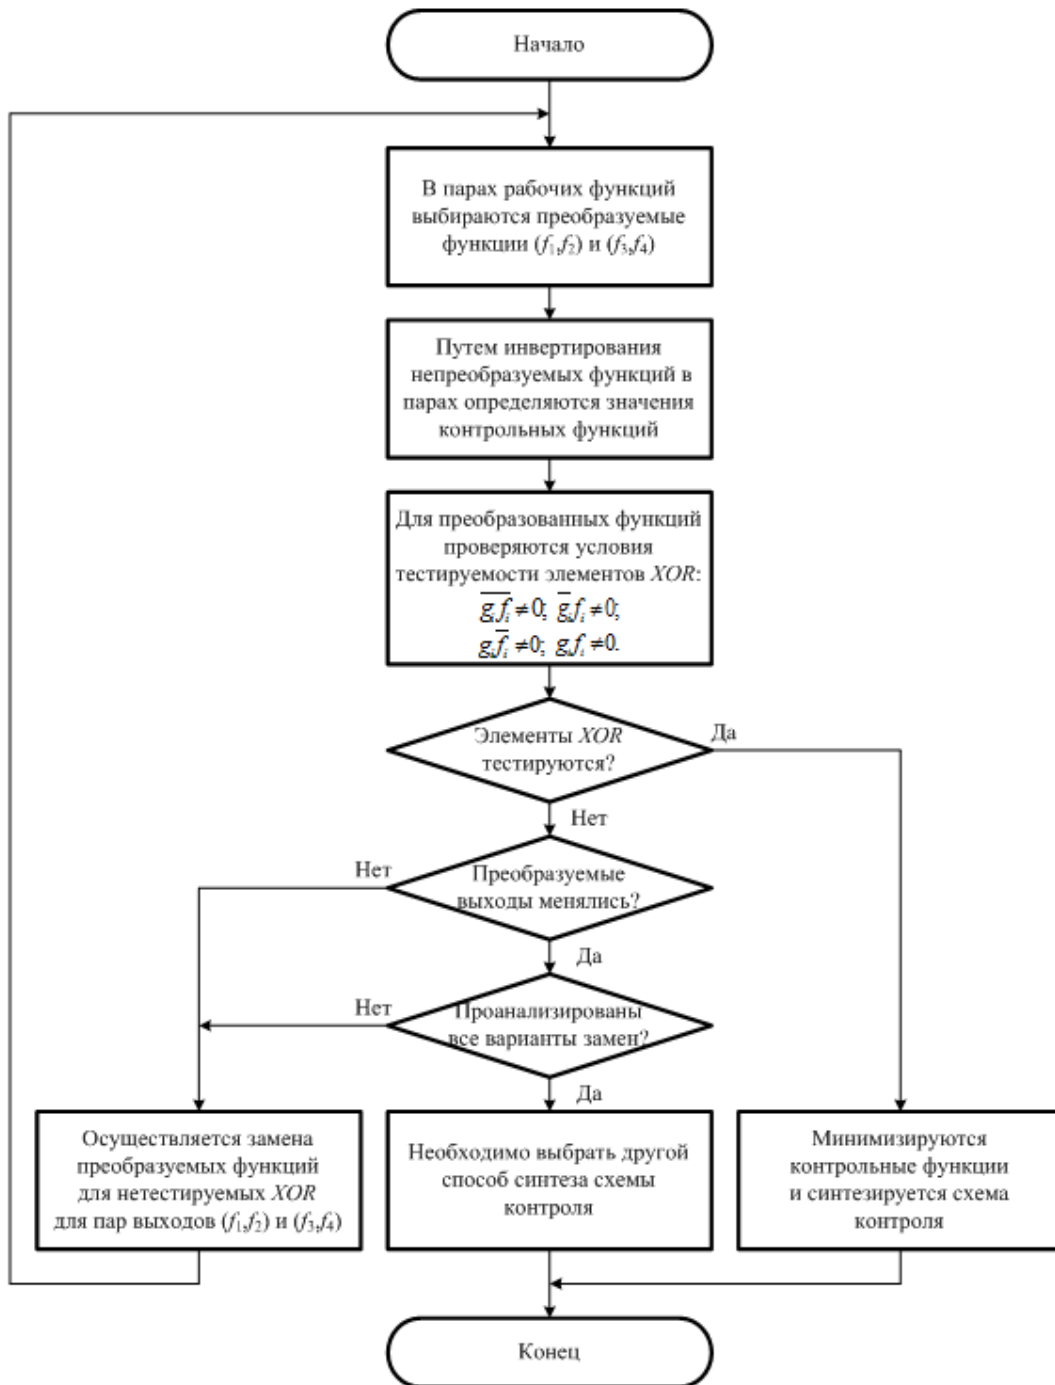 Начало
В парах рабочих функций
выбираются преобразуемые
функции (f₁,f₂) и (f₃,f₄)
Путем инвертирования
непреобразуемых функций в
парах определяются значения
контрольных функций
Для преобразованных функций
проверяются условия
тестируемости элементов XOR:
g̅ᵢf̅ᵢ≠0; g̅ᵢfᵢ≠0;
gᵢf̅ᵢ≠0; gᵢfᵢ≠0.
Элементы XOR
тестируются?
Да
Нет
Преобразуемые
выходы менялись?
Нет
Да
Проанализированы
все варианты замен?
Нет
Да
Осуществляется замена
преобразуемых функций
для нетестируемых XOR
для пар выходов (f₁,f₂) и (f₃,f₄)
Необходимо выбрать другой
способ синтеза схемы
контроля
Минимизируются
контрольные функции
и синтезируется схема
контроля
Конец